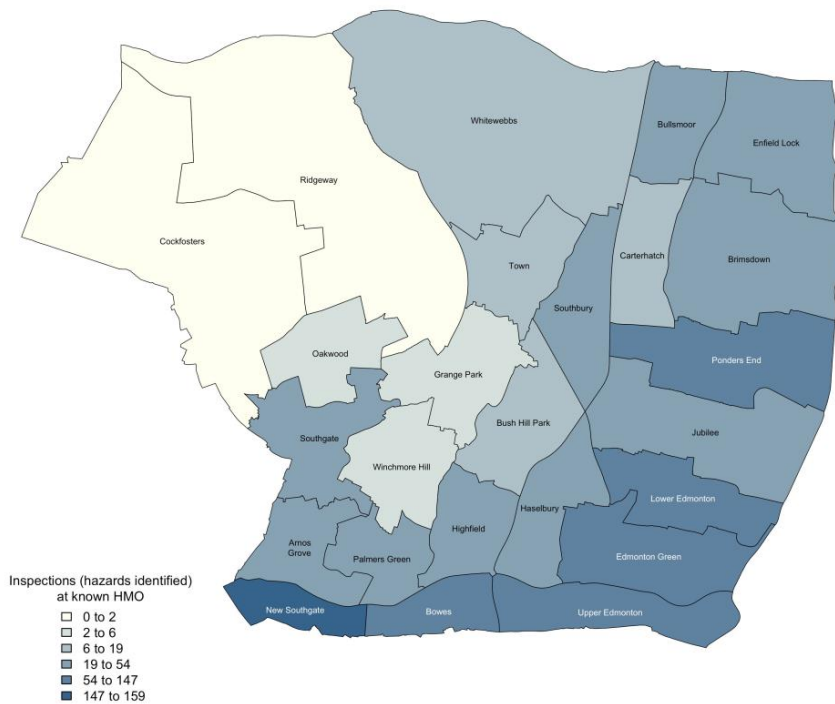 Whitewebbs
Bullsmoor
Enfield Lock
Ridgeway
Cockfosters
Carterhatch
Brimsdown
Town
Southbury
Oakwood
Ponders End
Grange Park
Bush Hill Park
Southgate
Jubilee
Winchmore Hill
Lower Edmonton
Haselbury
Highfield
Arnos
Grove
Palmers Green
Edmonton Green
New Southgate
Bowes
Upper Edmonton
Inspections (hazards identified)
at known HMO
0 to 2
2 to 6
6 to 19
19 to 54
54 to 147
147 to 159